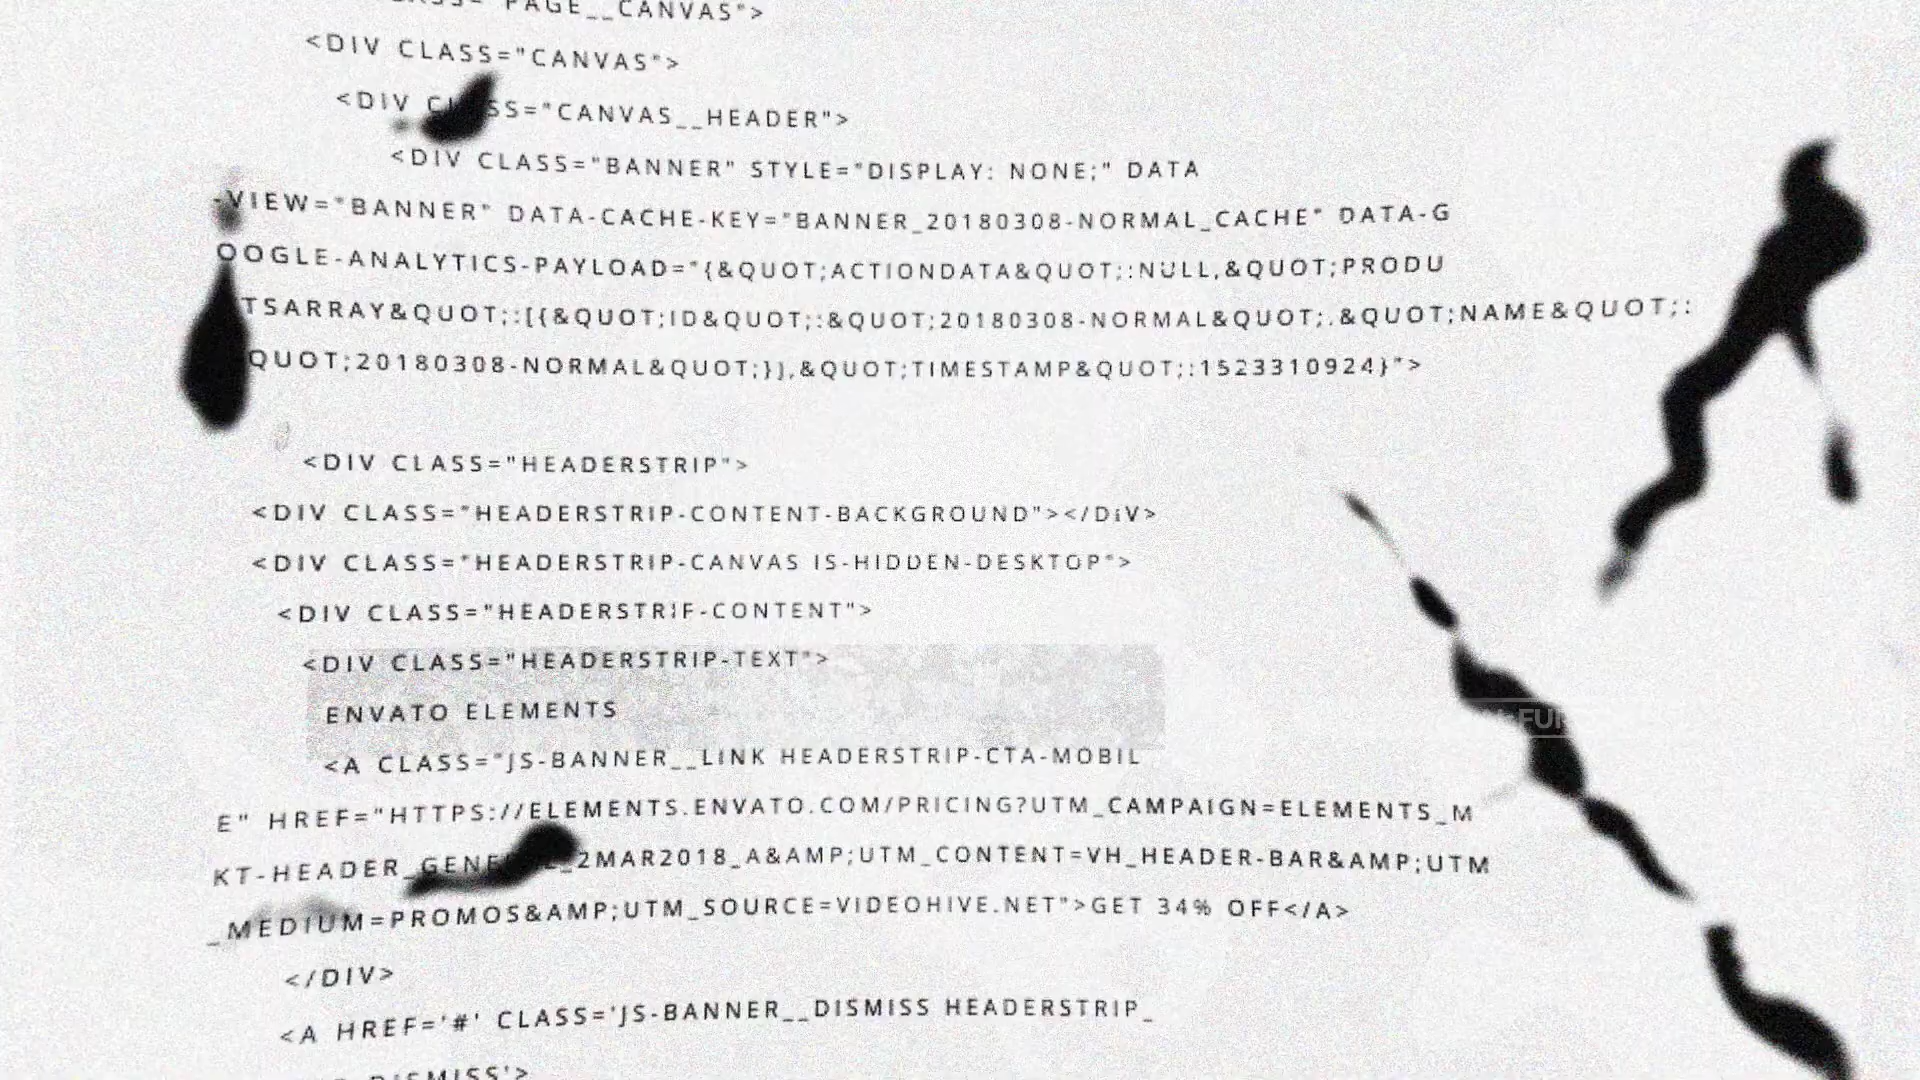 PAGE__CANVAS">
<DIV CLASS="CANVAS">
<DIV CLASS="CANVAS__HEADER">
<DIV CLASS="BANNER" STYLE="DISPLAY: NONE;" DATA
-VIEW="BANNER" DATA-CACHE-KEY="BANNER_20180308-NORMAL_CACHE" DATA-G
OOGLE-ANALYTICS-PAYLOAD="{&QUOT;ACTIONDATA&QUOT;:NULL,&QUOT;PRODU
TSARRAY&QUOT;:[{&QUOT;ID&QUOT;:&QUOT;20180308-NORMAL&QUOT;,&QUOT;NAME&QUOT;:
QUOT;20180308-NORMAL&QUOT;}],&QUOT;TIMESTAMP&QUOT;:1523310924}">
<DIV CLASS="HEADERSTRIP">
<DIV CLASS="HEADERSTRIP-CONTENT-BACKGROUND"></DIV>
<DIV CLASS="HEADERSTRIP-CANVAS IS-HIDDEN-DESKTOP">
<DIV CLASS="HEADERSTRIP-CONTENT">
<DIV CLASS="HEADERSTRIP-TEXT">
ENVATO ELEMENTS
<A CLASS="JS-BANNER__LINK HEADERSTRIP-CTA-MOBIL
E" HREF="HTTPS://ELEMENTS.ENVATO.COM/PRICING?UTM_CAMPAIGN=ELEMENTS_M
KT-HEADER_GENE 2MAR2018_A&AMP;UTM_CONTENT=VH_HEADER-BAR&AMP;UTM
_MEDIUM=PROMOS&AMP;UTM_SOURCE=VIDEOHIVE.NET">GET 34% OFF</A>
</DIV>
<A HREF='#' CLASS='JS-BANNER__DISMISS HEADERSTRIP_